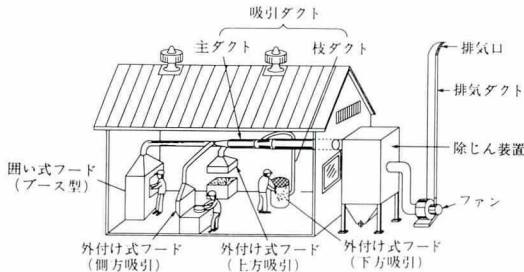 吸引ダクト
主ダクト
枝ダクト
排気口
排気ダクト
除じん装置
ファン
囲い式フード
(ブース型)
外付け式フード
(側方吸引)
外付け式フード
(上方吸引)
外付け式フード
(下方吸引)